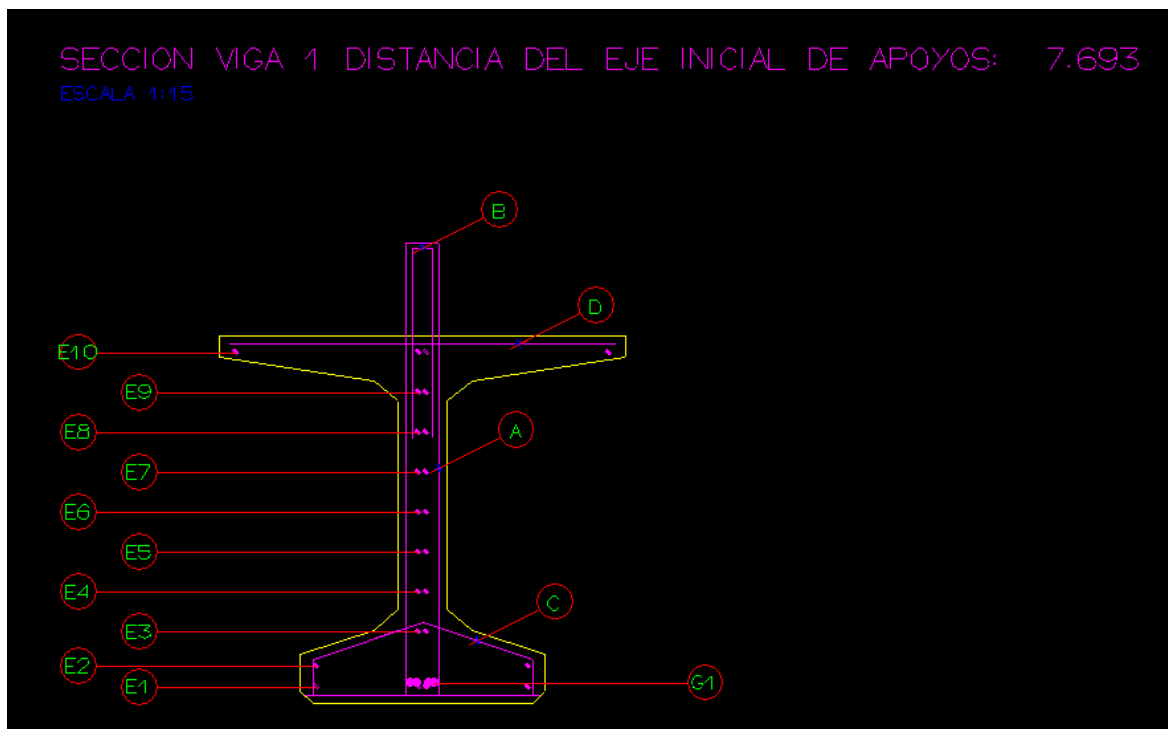 SECCION VIGA 1 DISTANCIA DEL EJE INICIAL DE APOYOS: 7.693
ESCALA 1:15
B
D
E10
E9
E8
A
E7
E6
E5
E4
C
E3
E2
E1
G1